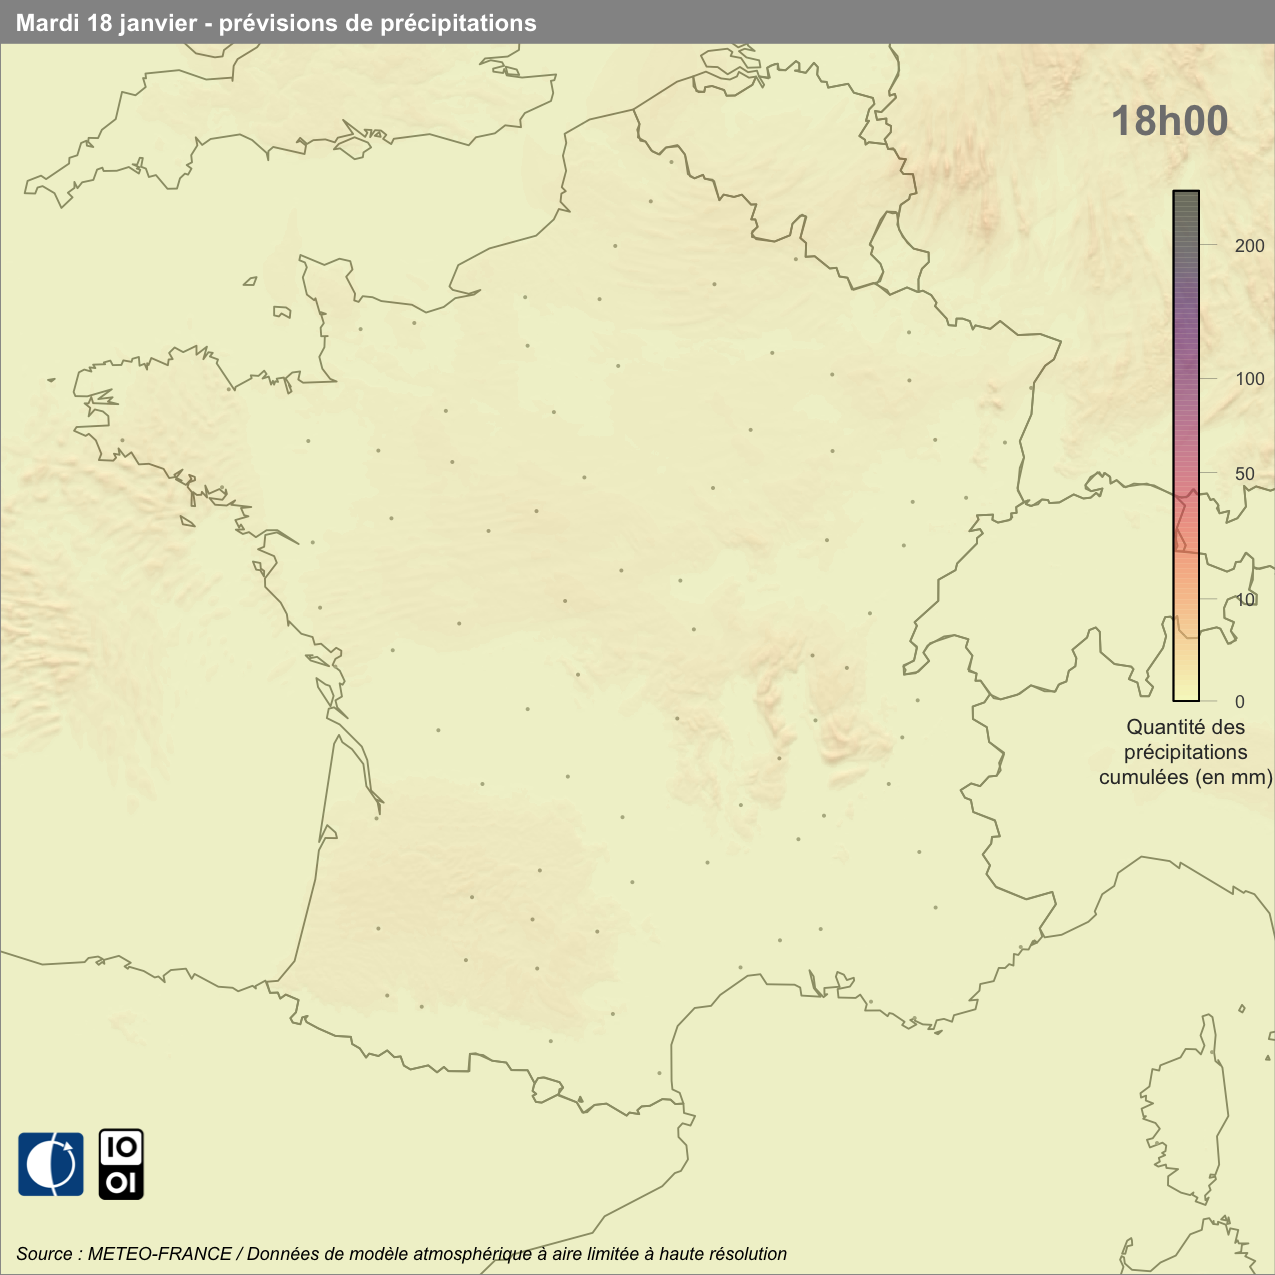 Mardi 18 janvier - prévisions de précipitations
18h00
200
100
50
10
0
Quantité des
précipitations
cumulées (en mm)
IO
OI
Source : METEO-FRANCE / Données de modèle atmosphérique à aire limitée à haute résolution